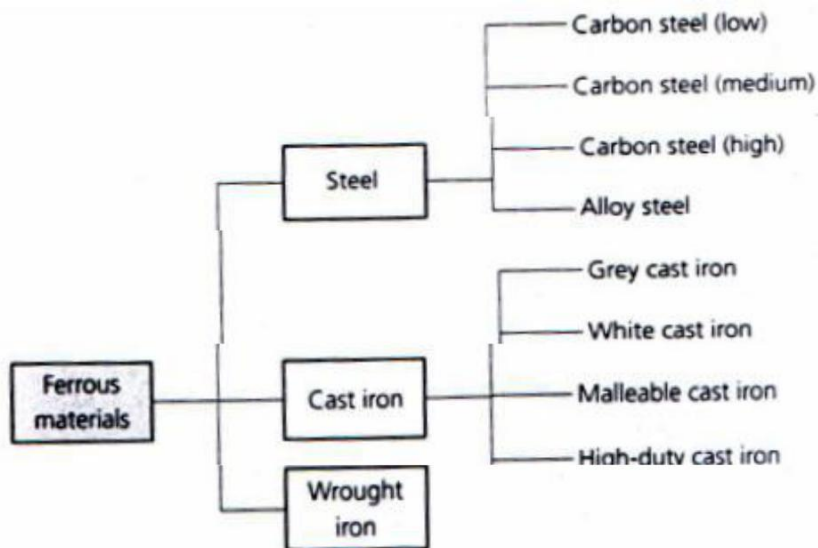 Carbon steel (low)
Carbon steel (medium)
Carbon steel (high)
Alloy steel
Steel
Grey cast iron
White cast iron
Malleable cast iron
High-duty cast iron
Cast iron
Ferrous
materials
Wrought
iron